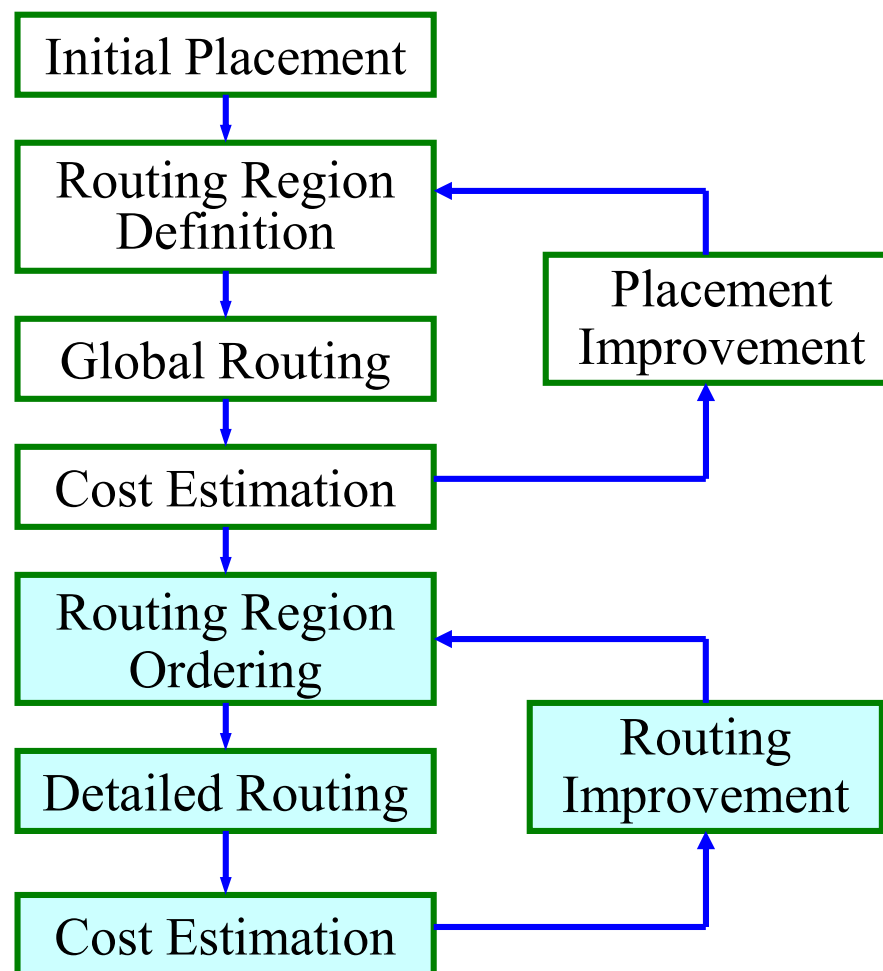 Initial Placement
Routing Region
Definition
Placement
Improvement
Global Routing
Cost Estimation
Routing Region
Ordering
Routing
Improvement
Detailed Routing
Cost Estimation